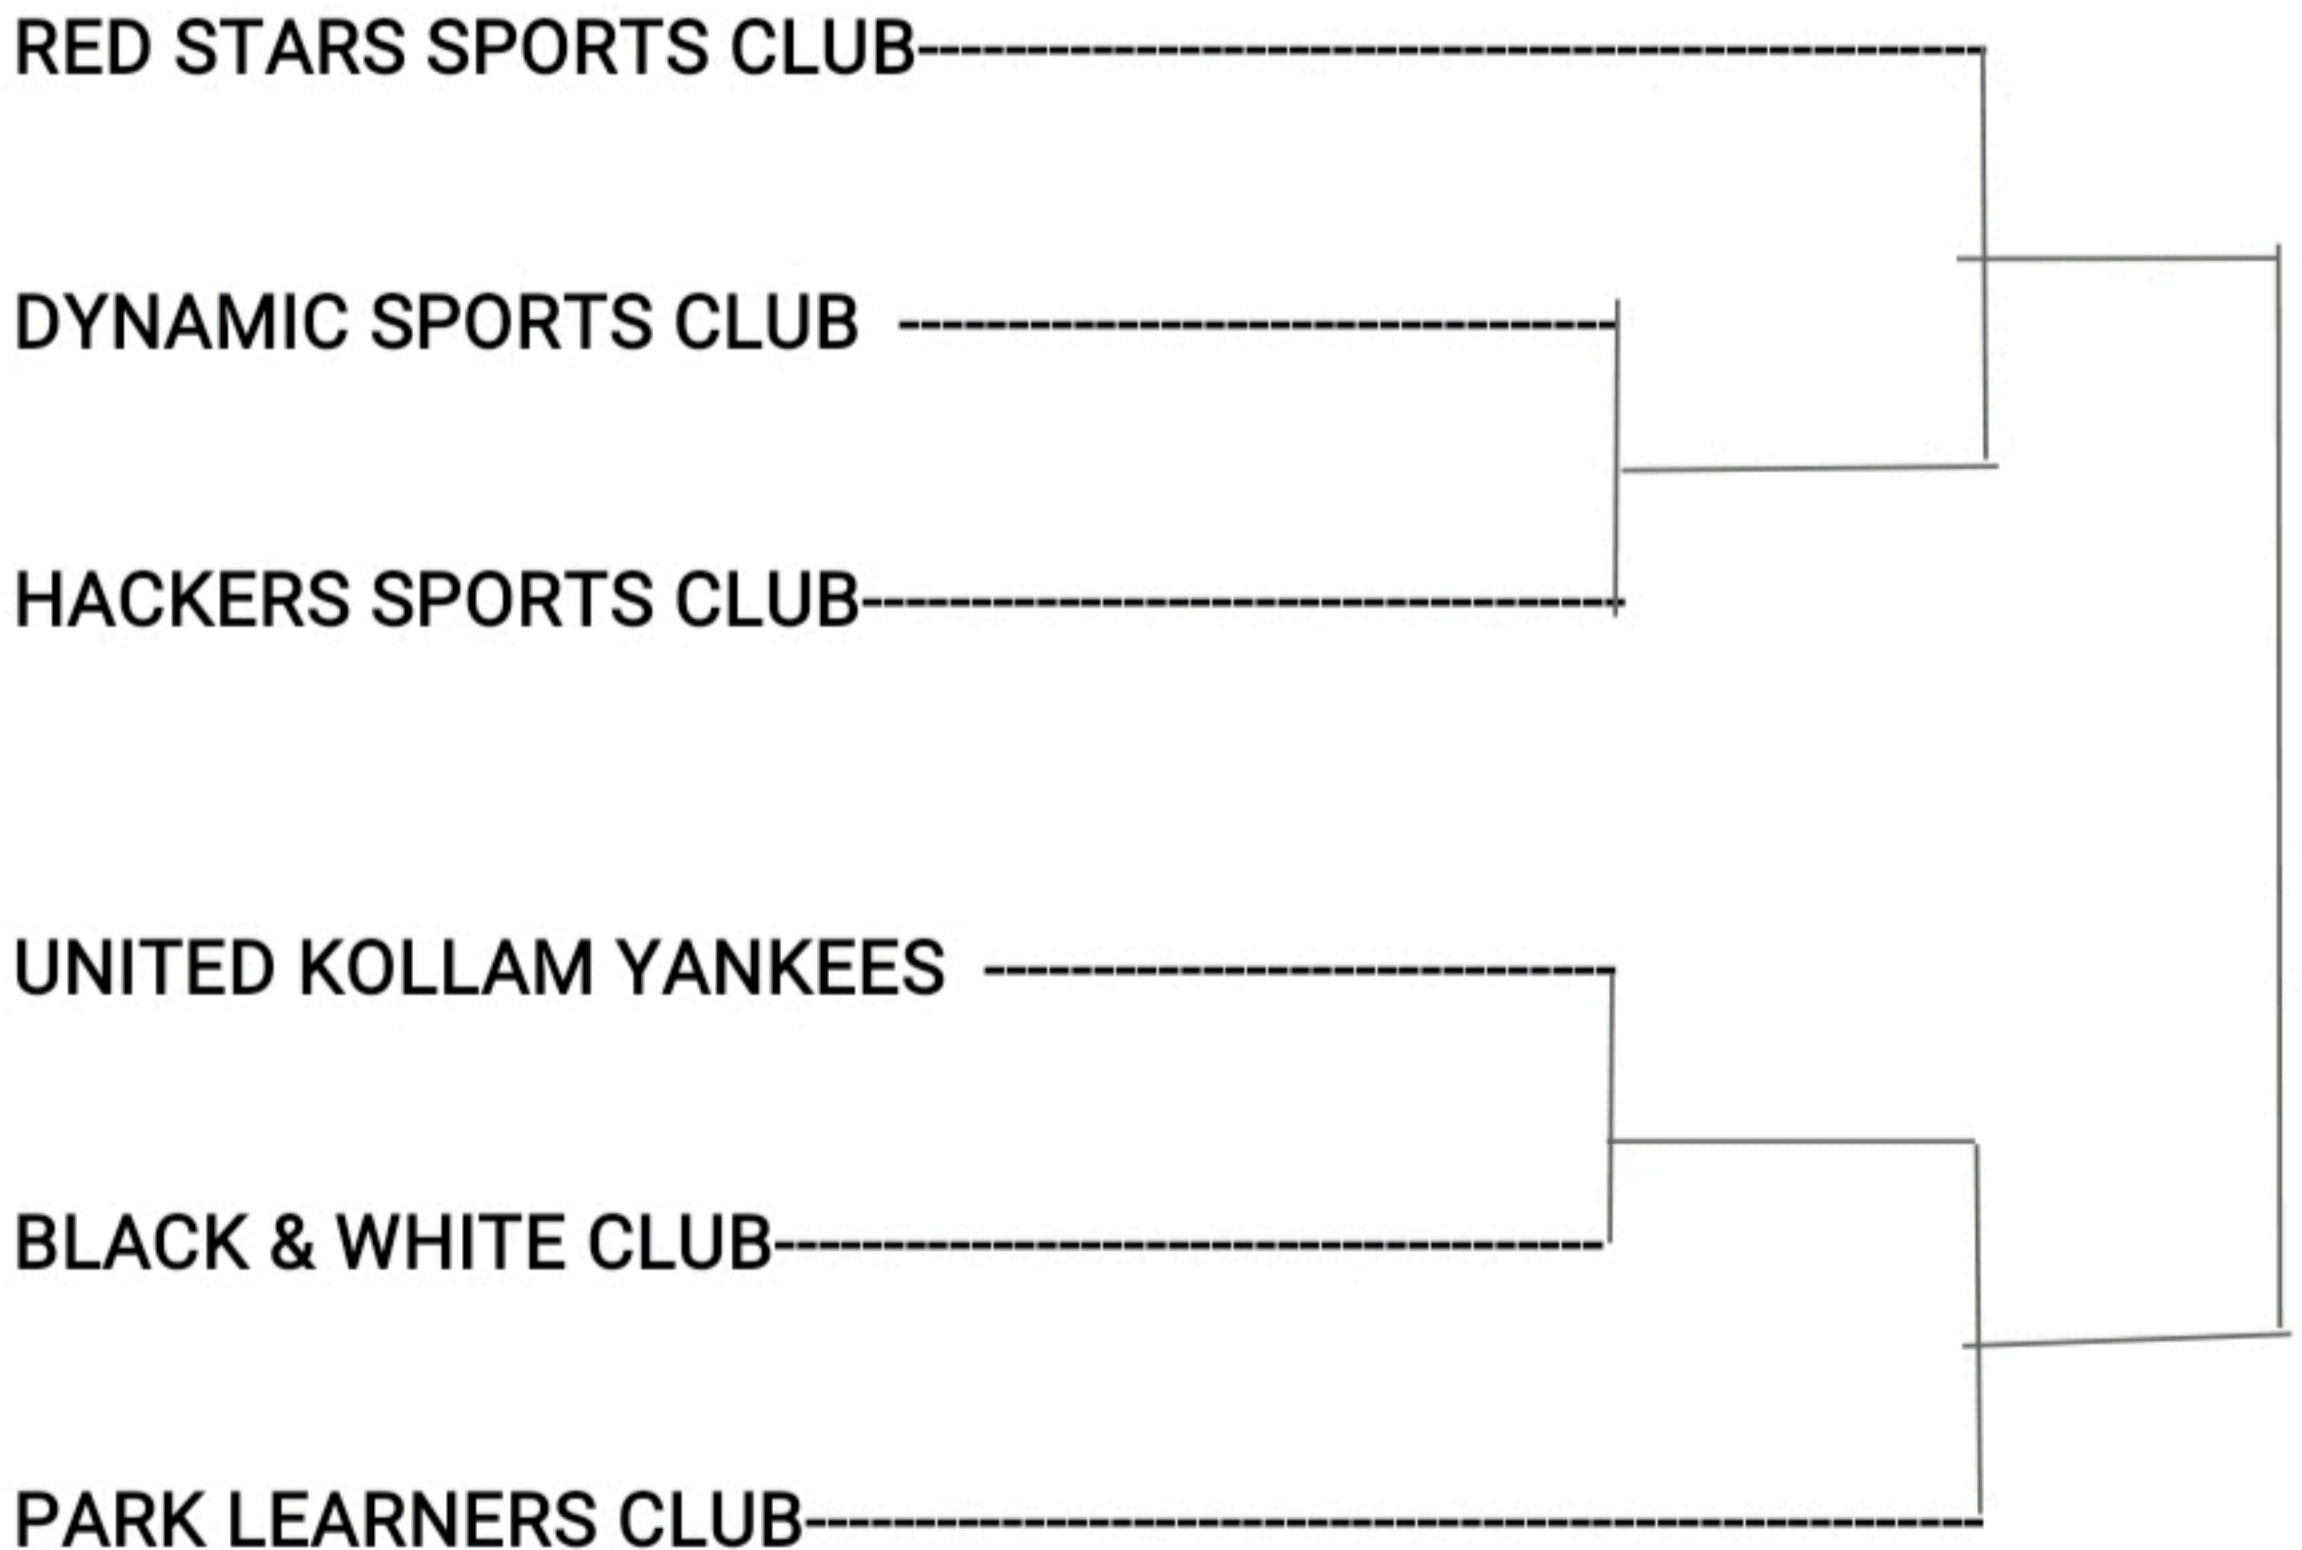 RED STARS SPORTS CLUB
DYNAMIC SPORTS CLUB
HACKERS SPORTS CLUB
UNITED KOLLAM YANKEES
BLACK & WHITE CLUB
PARK LEARNERS CLUB